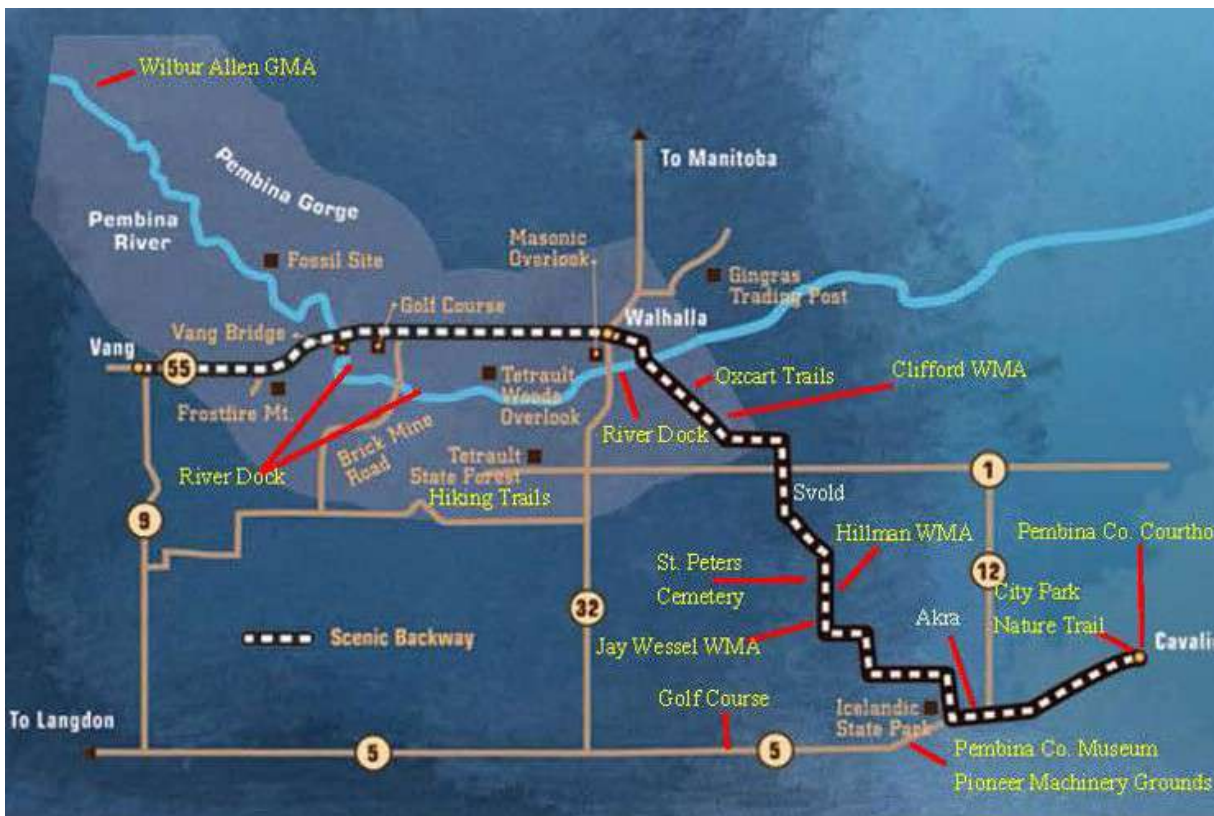 Wilbur Allen GMA
To Manitoba
Pembina Gorge
Pembina
River
Masonic
Overlook
Fossil Site
Gingras
Trading Post
Golf Course
Walhalla
Vang Bridge
Vang
55
Oxcart Trails
Clifford WMA
Tetrault
Woods
Overlook
Frostfire Mt.
River Dock
Brick Mine
Road
River Dock
Tetrault
State Forest
1
Hiking Trails
Svold
9
Hillman WMA
Pembina Co. Courtho
St. Peters
Cemetery
12
City Park
Nature Trail
32
Akra
Scenic Backway
Jay Wessel WMA
Cavali
Golf Course
Icelandic
State Park
To Langdon
5
5
Pembina Co. Museum
Pioneer Machinery Grounds